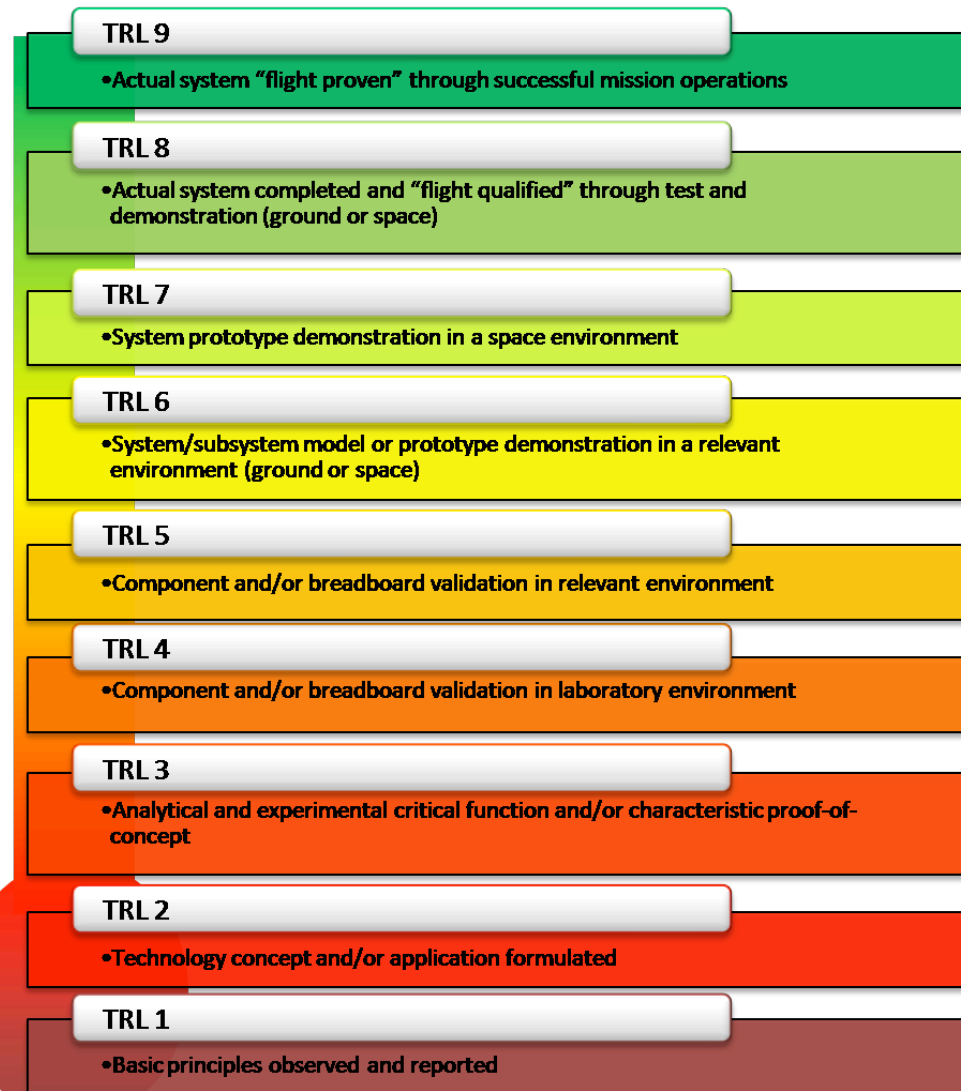 TRL 9
•Actual system “flight proven” through successful mission operations
TRL 8
•Actual system completed and “flight qualified” through test and
demonstration (ground or space)
TRL 7
•System prototype demonstration in a space environment
TRL 6
•System/subsystem model or prototype demonstration in a relevant
environment (ground or space)
TRL 5
•Component and/or breadboard validation in relevant environment
TRL 4
•Component and/or breadboard validation in laboratory environment
TRL 3
•Analytical and experimental critical function and/or characteristic proof-of-
concept
TRL 2
•Technology concept and/or application formulated
TRL 1
•Basic principles observed and reported